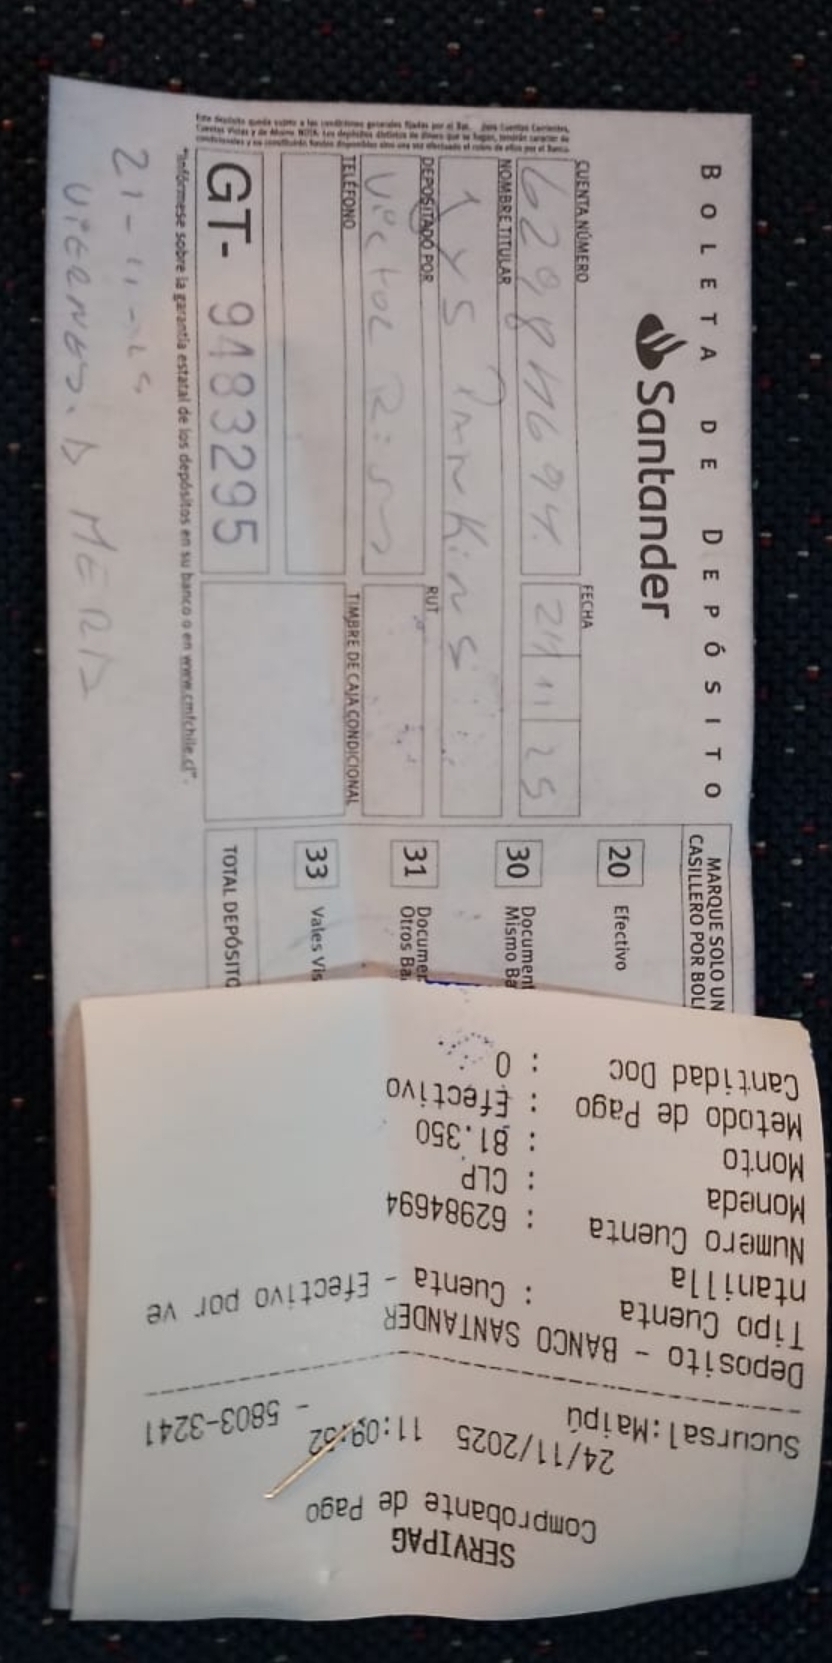 BOLETA DE DEPÓSITO
Santander
MARQUE SOLO UN
CASILLERO POR BOL
CUENTA NÚMERO
62984694
FECHA
24 11 25
NOMBRE TITULAR
DEPOSITADO POR
Victor
RUT
TELÉFONO
TIMBRE DE CAJA CONDICIONAL
GT- 9483295
20 Efectivo
30 Document
Mismo Ba
31 Docume
Otros Ba
33 Vales Vis
TOTAL DEPÓSITO
"Infórmese sobre la garantía estatal de los depósitos en su banco o en www.cmfchile.cl".
SERVIPAG
Comprobante de Pago
24/11/2025 11:09:52
Sucursal:Maipú - 5803-3241
Deposito - BANCO SANTANDER
Tipo Cuenta : Cuenta - Efectivo por ve
ntanilla
Numero Cuenta : 62984694
Moneda : CLP
Monto : 81.350
Metodo de Pago : Efectivo
Cantidad Doc : 0